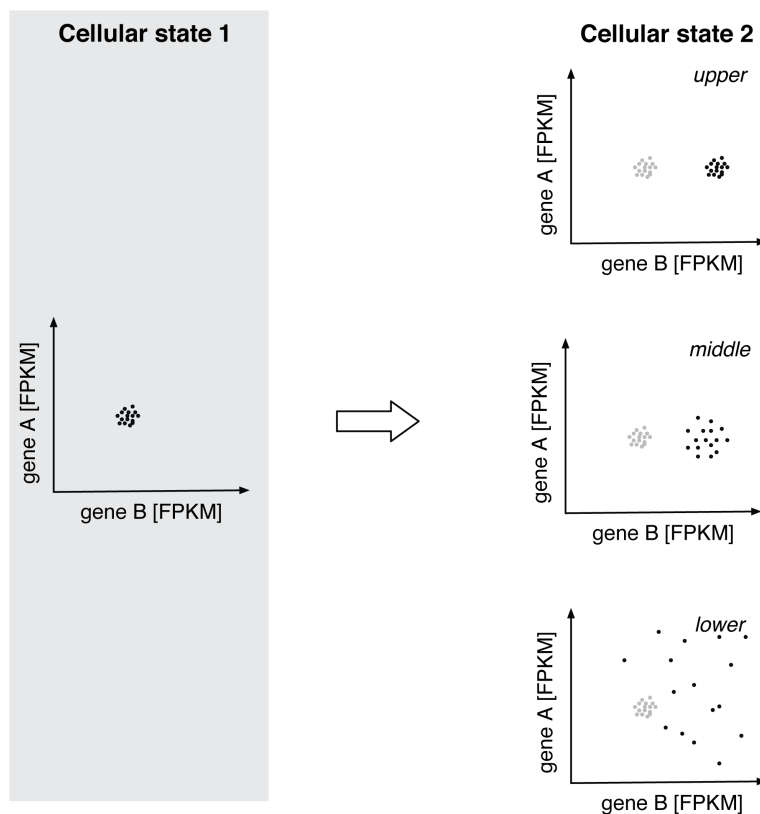 Cellular state 1
gene A [FPKM]
gene B [FPKM]
Cellular state 2
upper
gene A [FPKM]
gene B [FPKM]
middle
gene A [FPKM]
gene B [FPKM]
lower
gene A [FPKM]
gene B [FPKM]